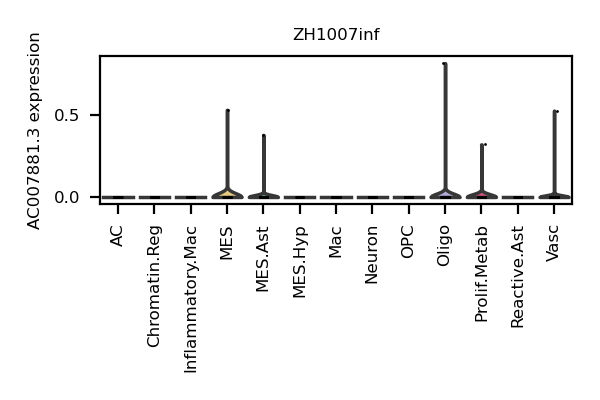 ZH1007inf
AC007881.3 expression
0.5
0.0
AC
Chromatin.Reg
Inflammatory.Mac
MES
MES.Ast
MES.Hyp
Mac
Neuron
OPC
Oligo
Prolif.Metab
Reactive.Ast
Vasc